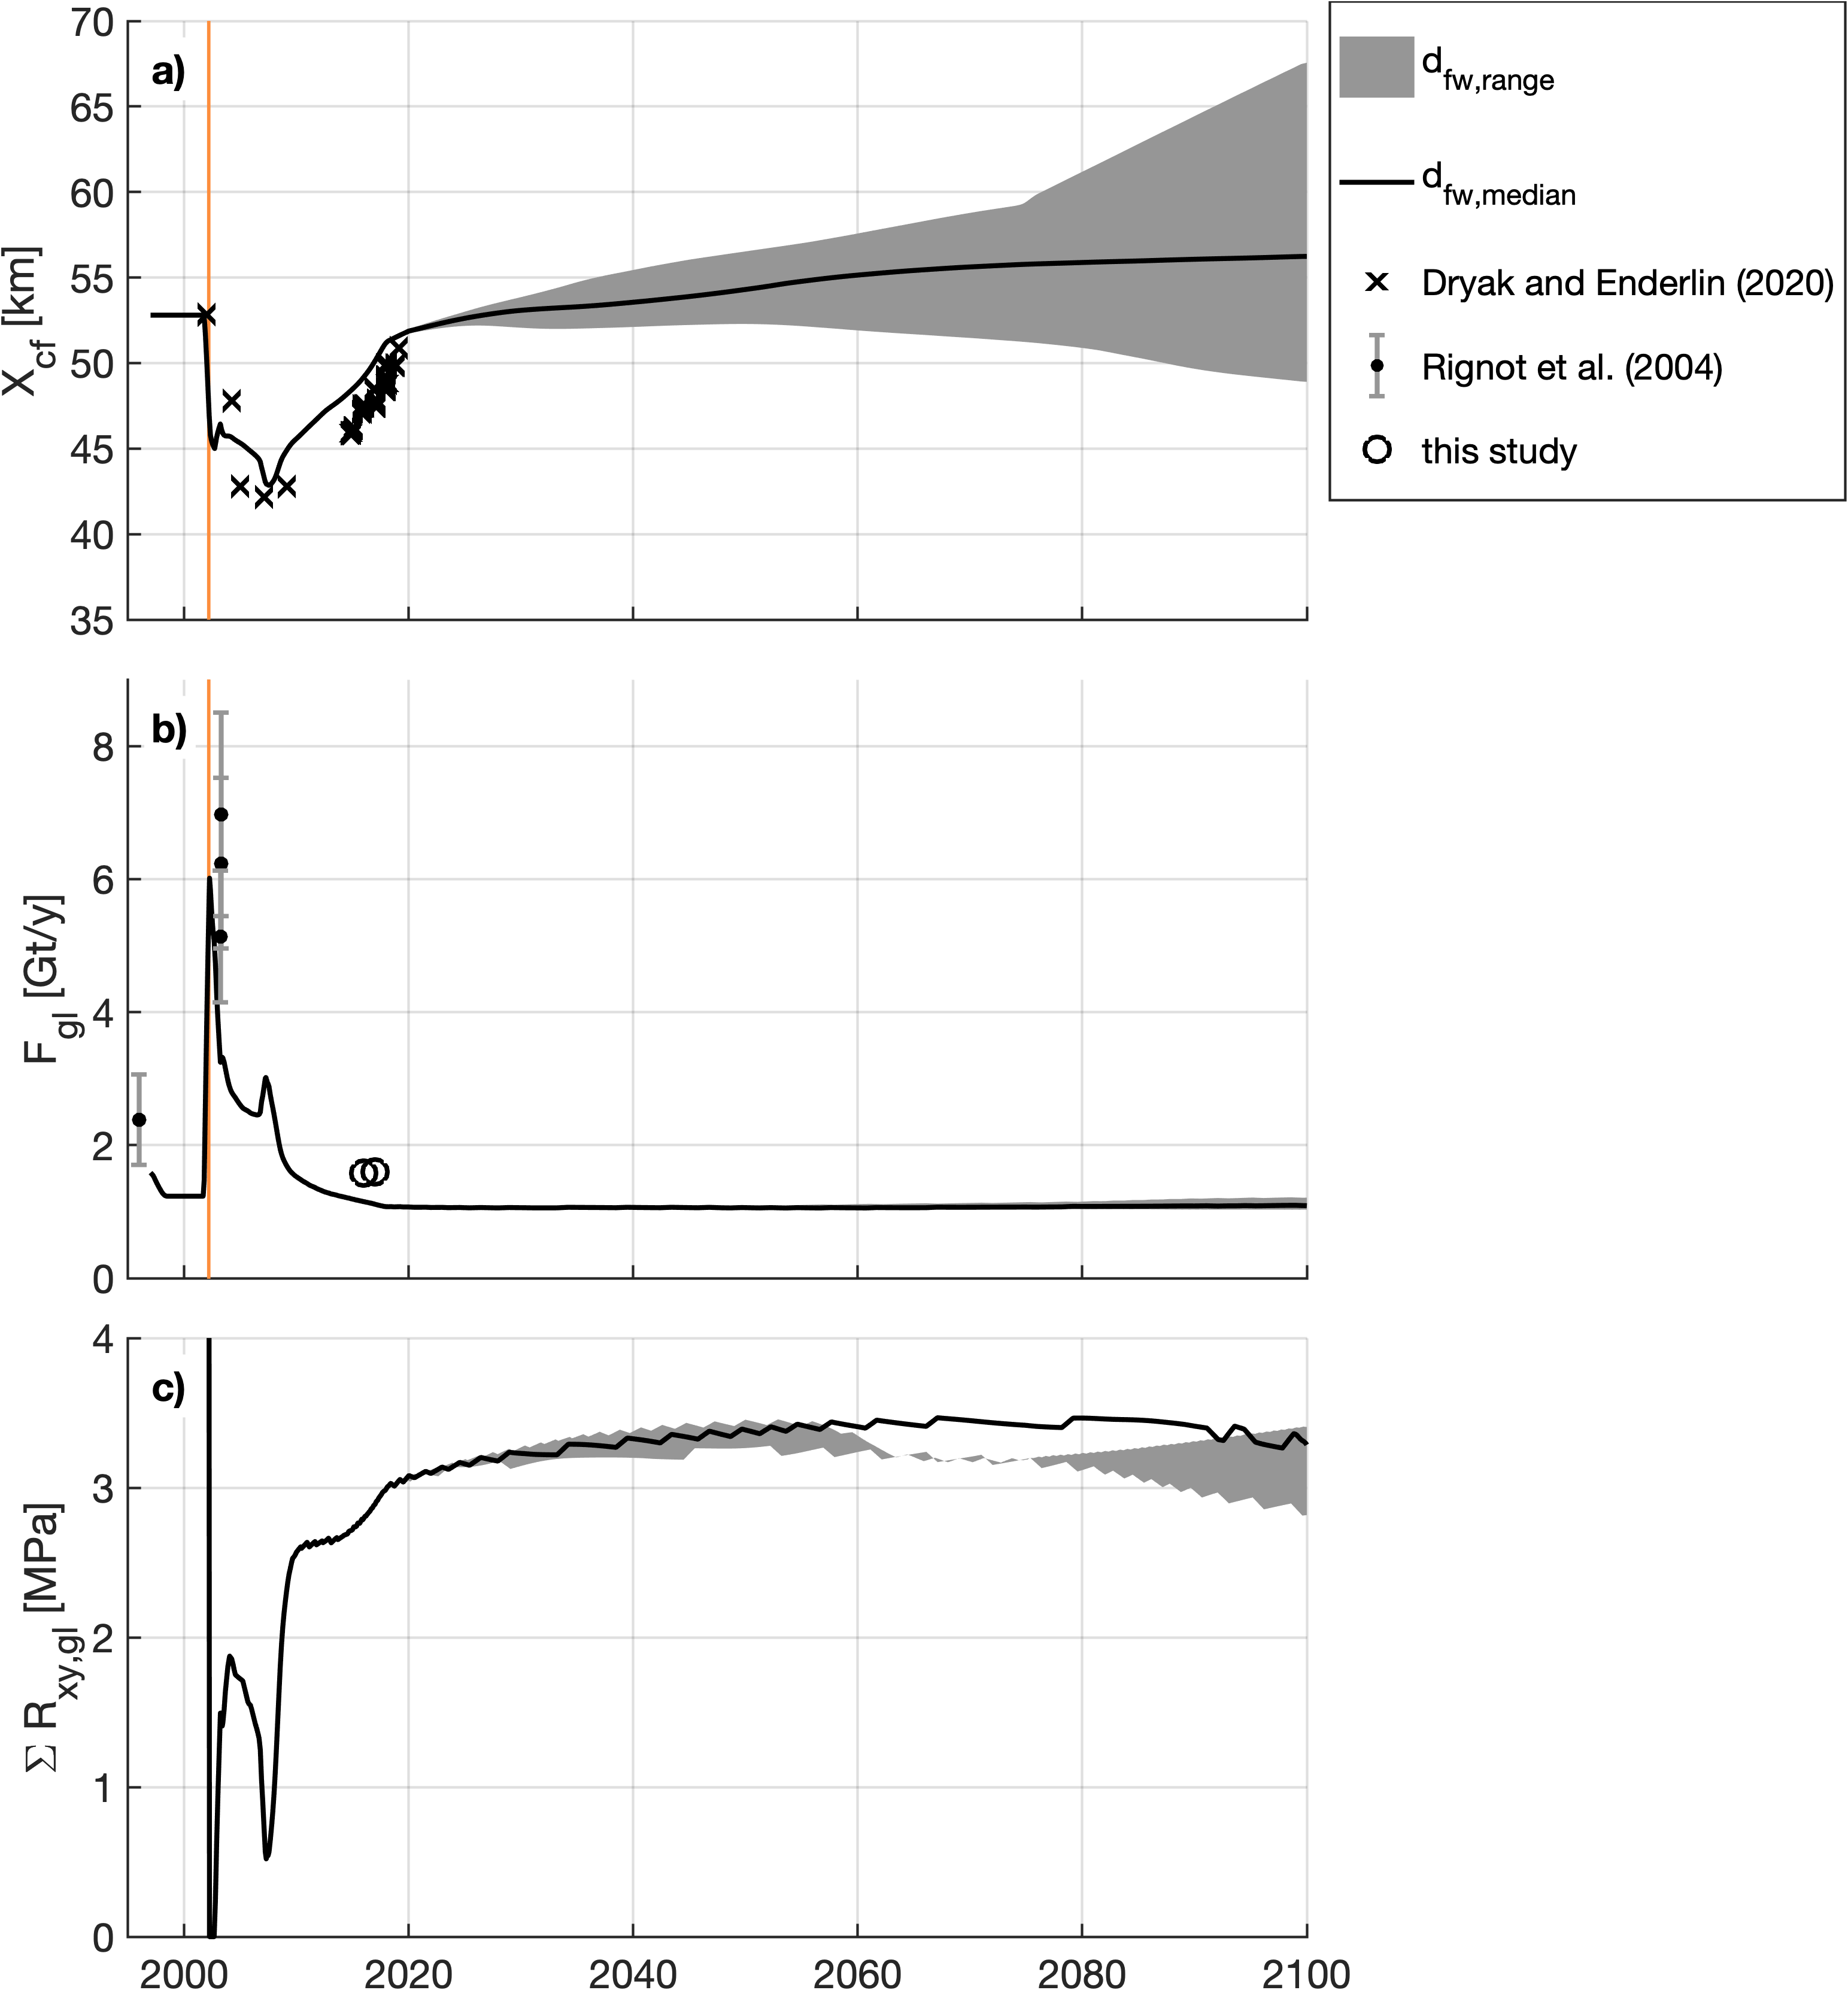 70
65
60
55
50
45
40
35
X_cf [km]
a)
d_fw,range
d_fw,median
Dryak and Enderlin (2020)
Rignot et al. (2004)
this study
8
6
4
2
0
F_gl [Gt/y]
b)
4
3
2
1
0
Σ R_xy,gl [MPa]
c)
2000 2020 2040 2060 2080 2100